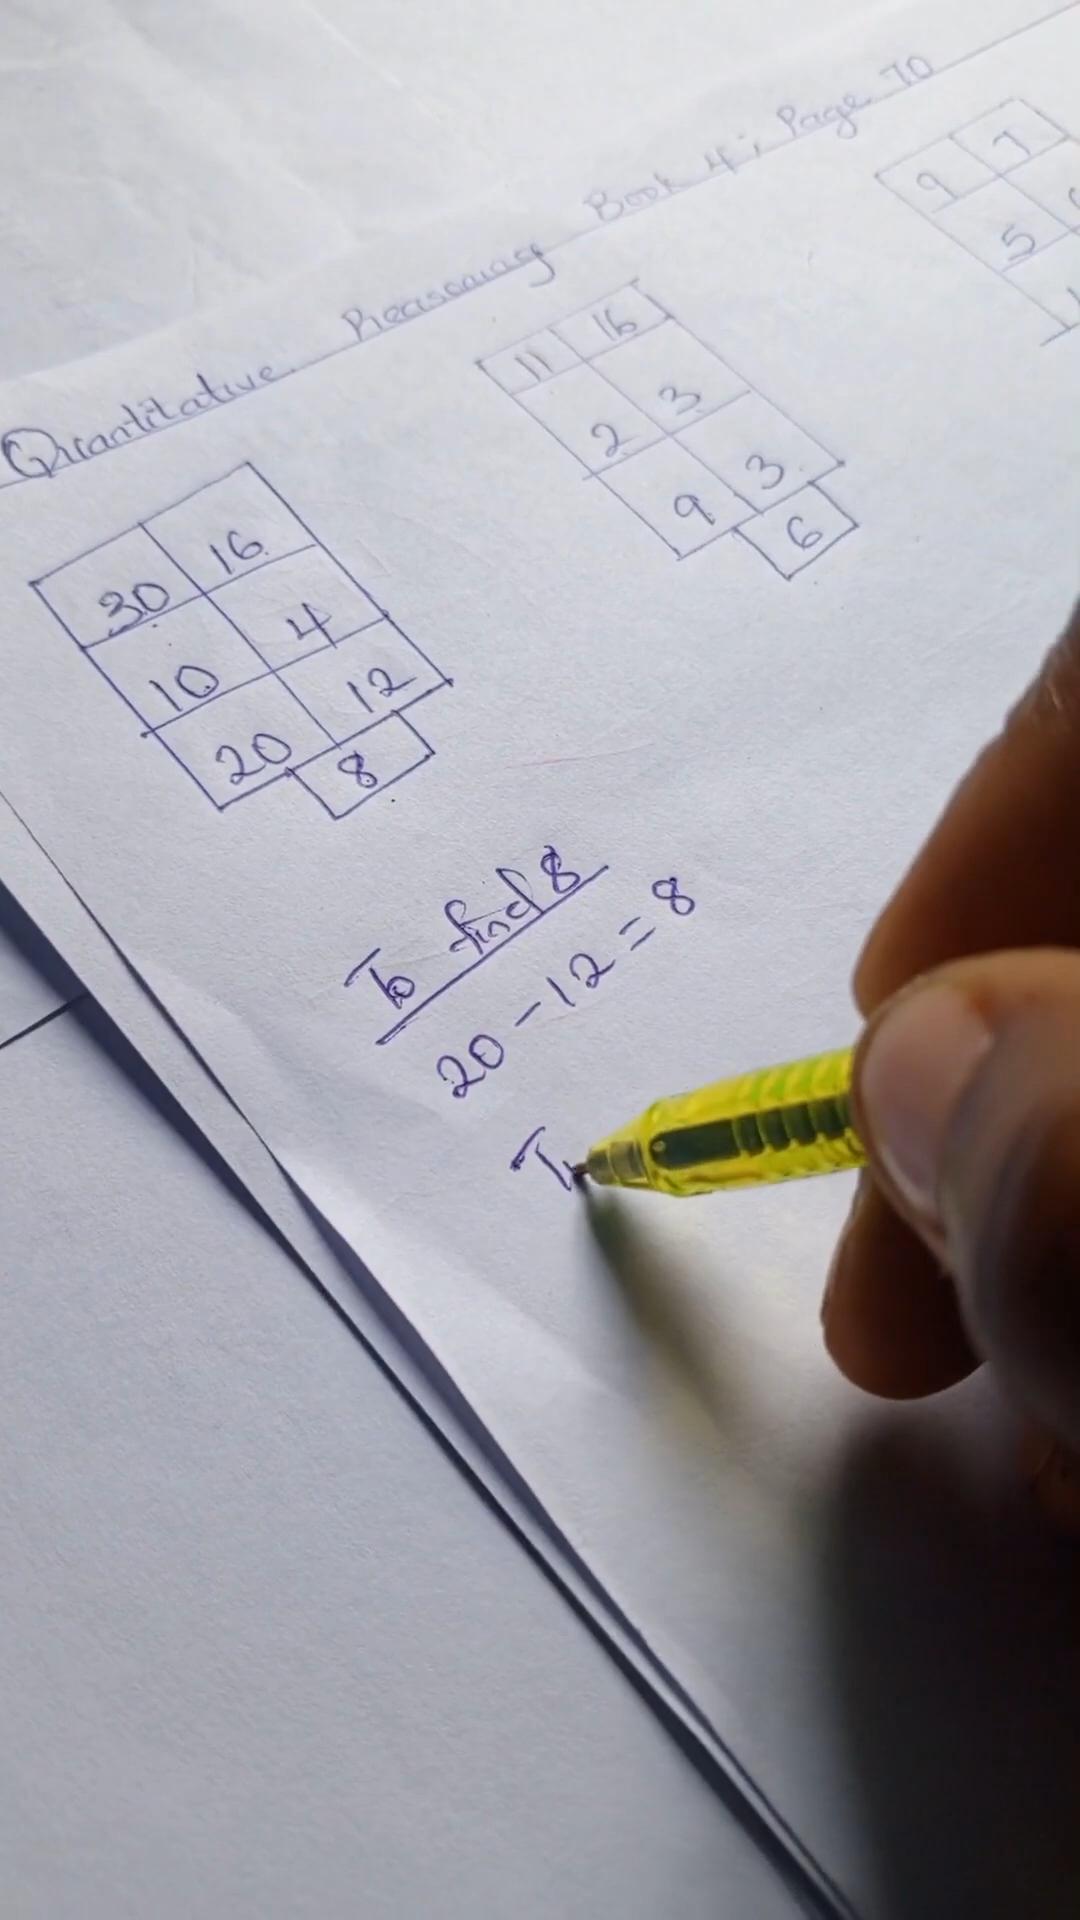 Quantitative Reasoning Book 4; Page 70
30 16
10 4
20 12
8
11 16
2 3
9 3
6
9 7
5
To find 8
20 - 12 = 8
T